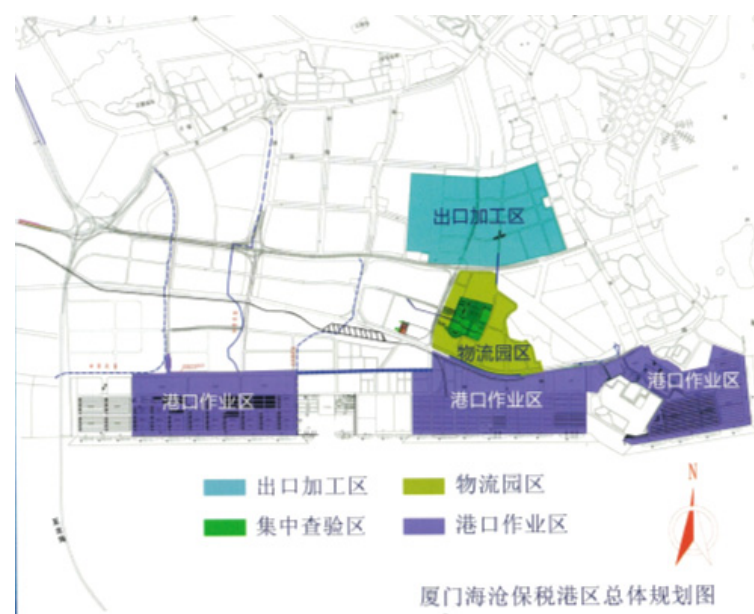 出口加工区
物流园区
港口作业区
港口作业区
港口作业区
出口加工区
物流园区
集中查验区
港口作业区
N
厦门海沧保税港区总体规划图